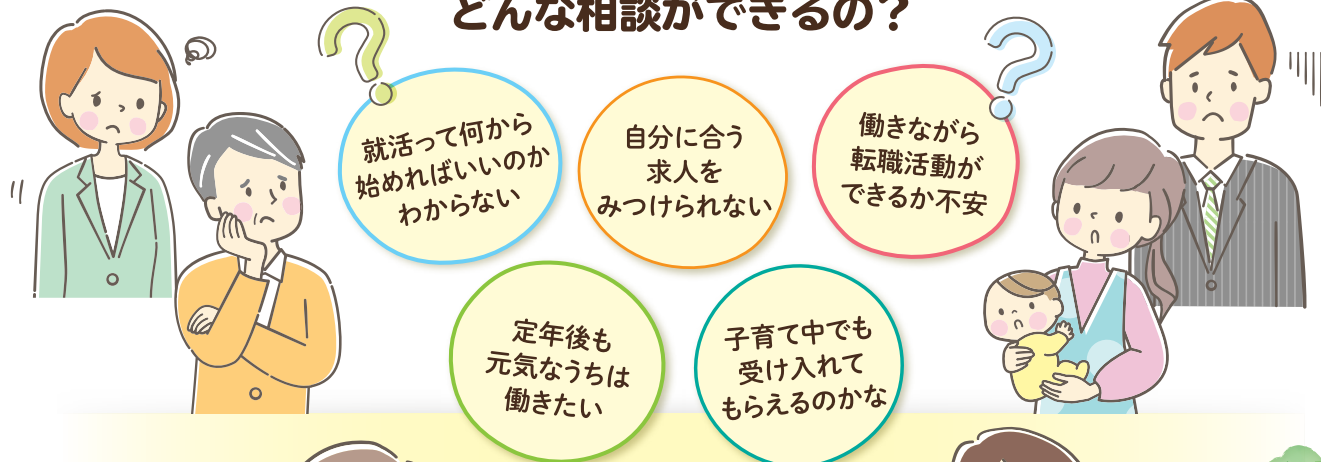 どんな相談ができるの？
就活って何から
始めればいいのか
わからない
自分に合う
求人を
みつけられない
働きながら
転職活動が
できるか不安
定年後も
元気なうちは
働きたい
子育て中でも
受け入れて
もらえるのかな